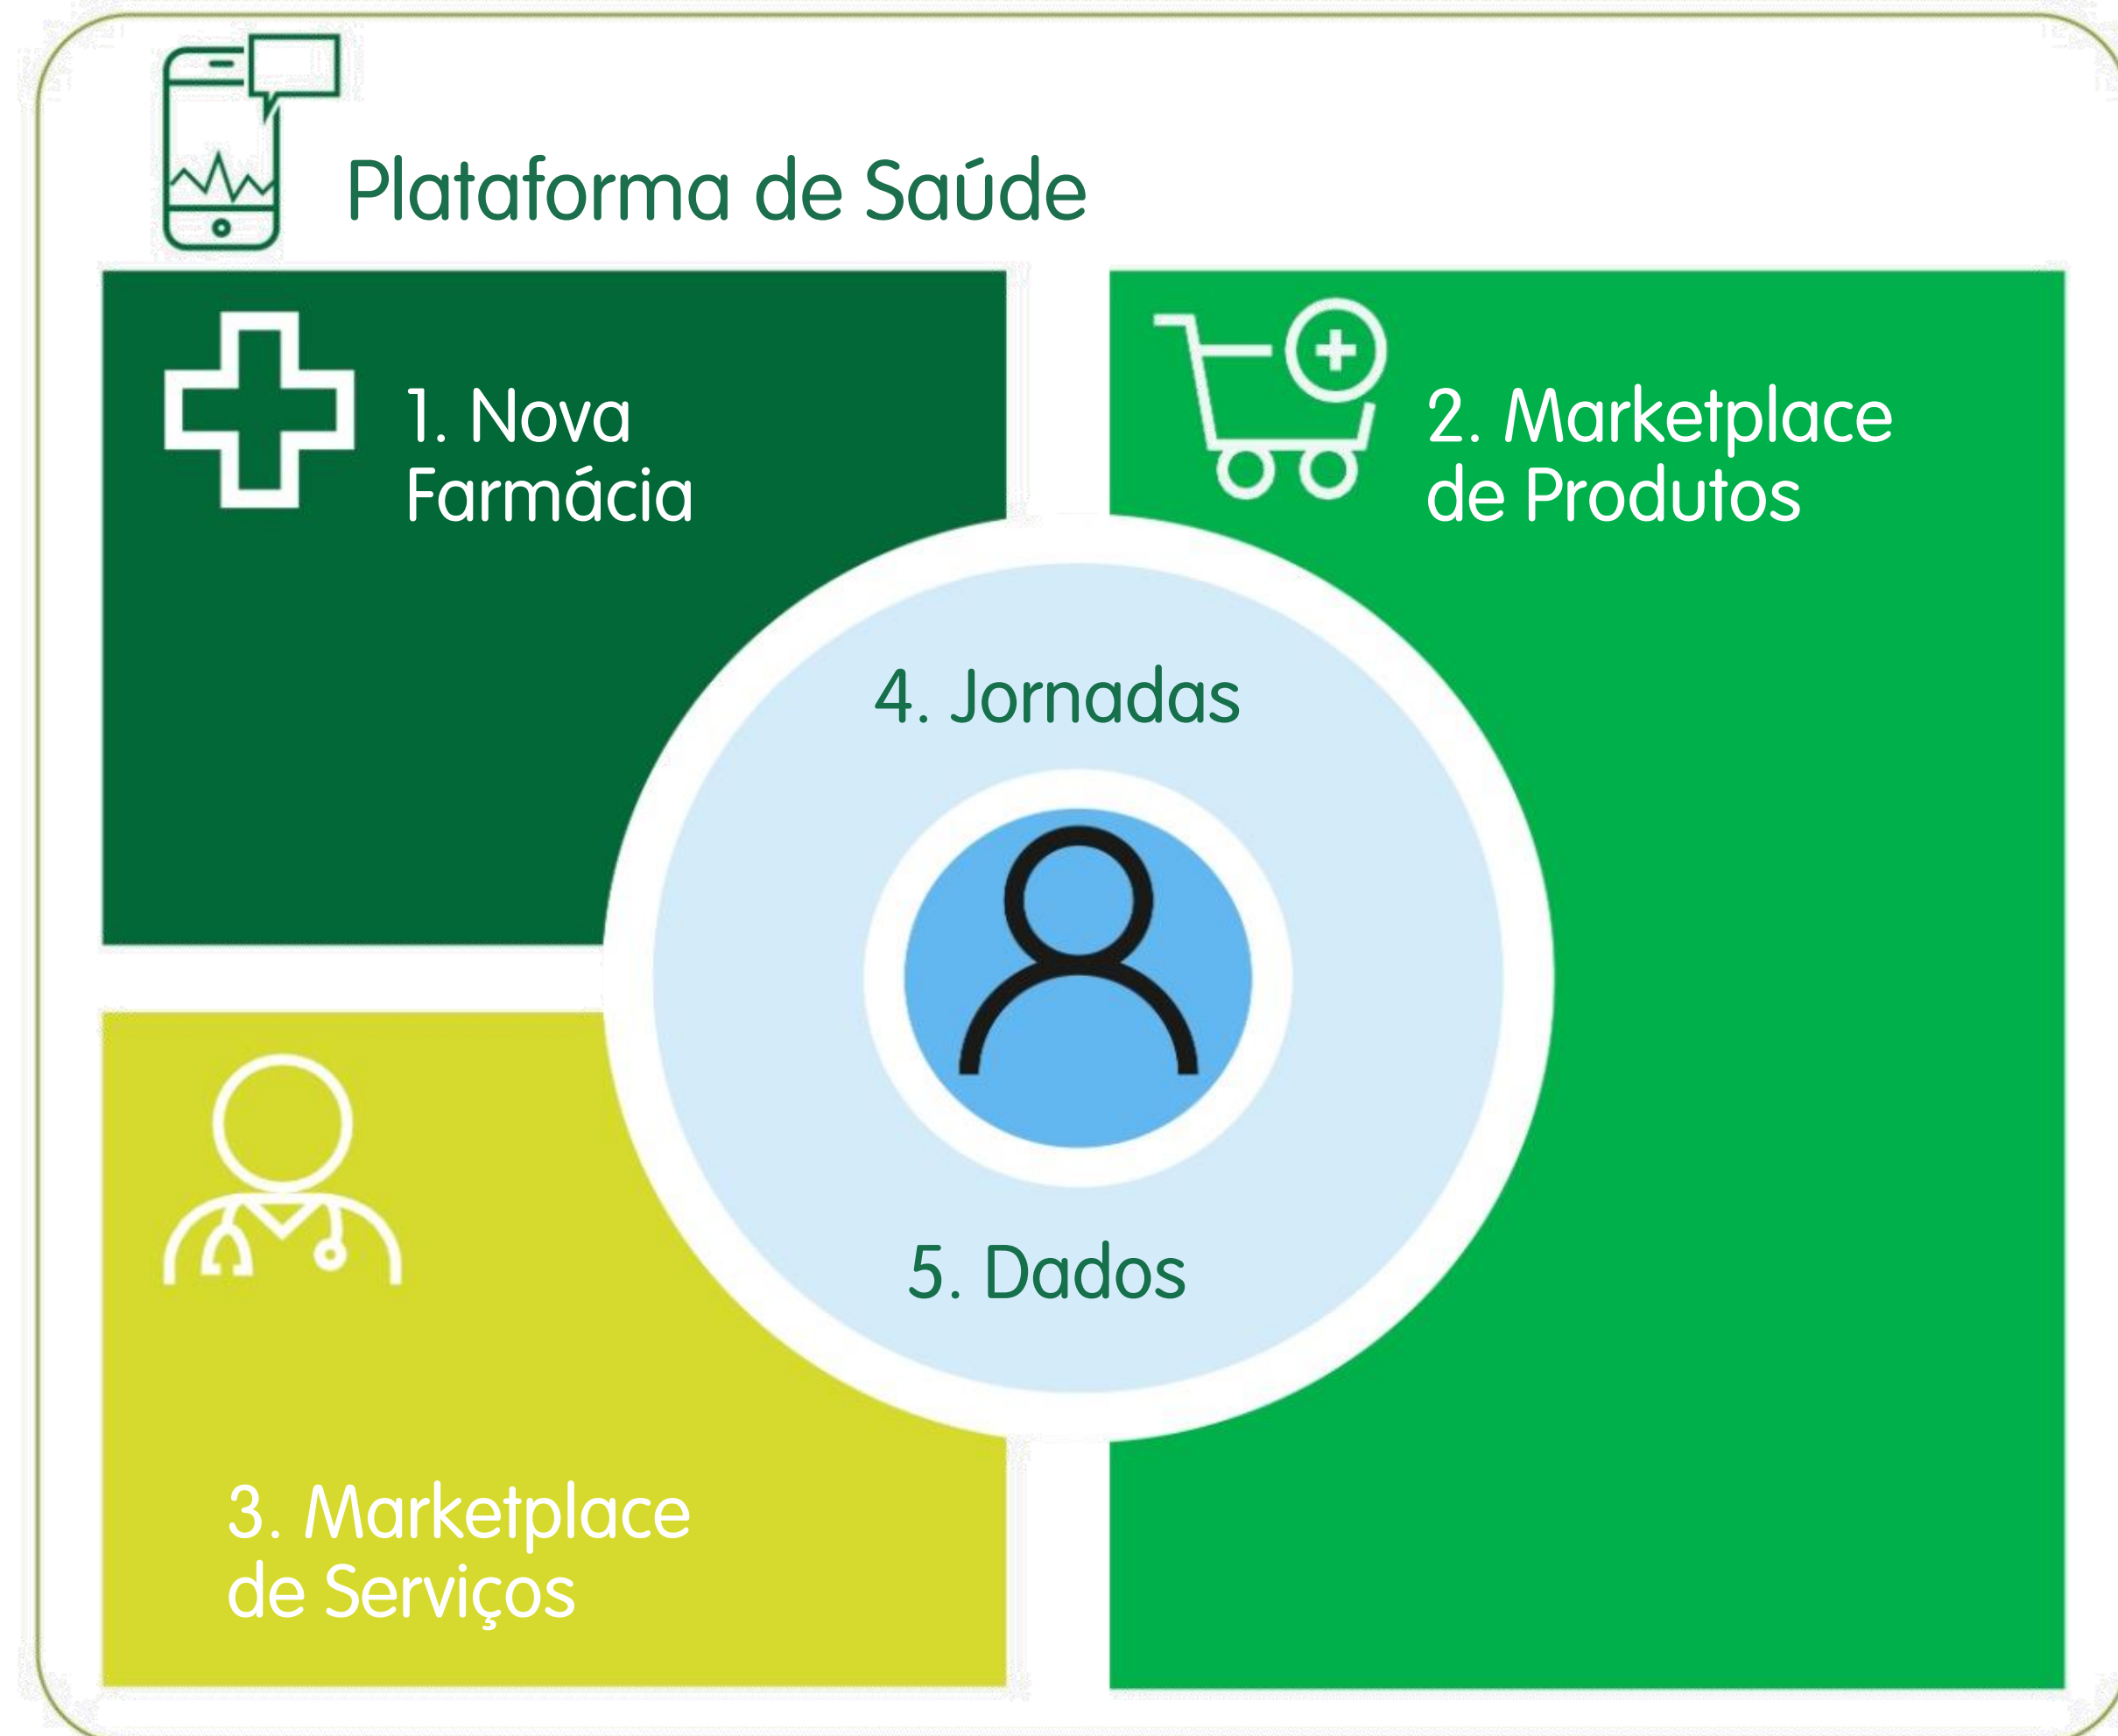 Plataforma de Saúde
1. Nova
Farmácia
2. Marketplace
de Produtos
4. Jornadas
5. Dados
3. Marketplace
de Serviços